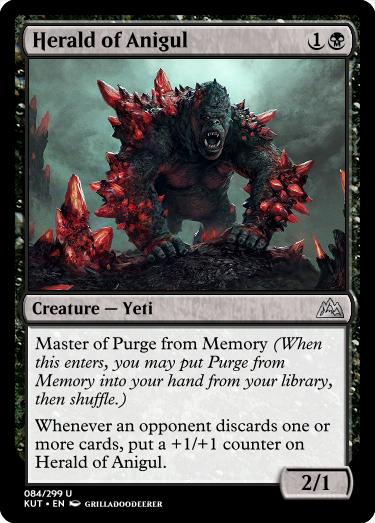 Herald of Anigul 1
Creature — Yeti
Master of Purge from Memory (When
this enters, you may put Purge from
Memory into your hand from your library,
then shuffle.)
Whenever an opponent discards one or
more cards, put a +1/+1 counter on
Herald of Anigul.
2/1
084/299 U
KUT • EN GRILLADOODEERER